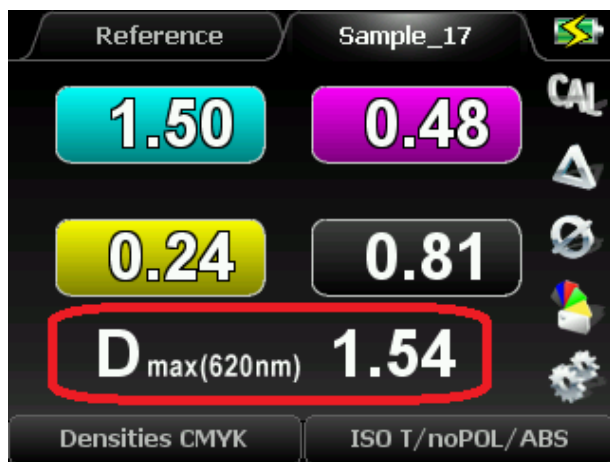 Reference Sample_17
CAL
1.50 0.48
0.24 0.81
D max(620nm) 1.54
Densities CMYK ISO T/noPOL/ABS